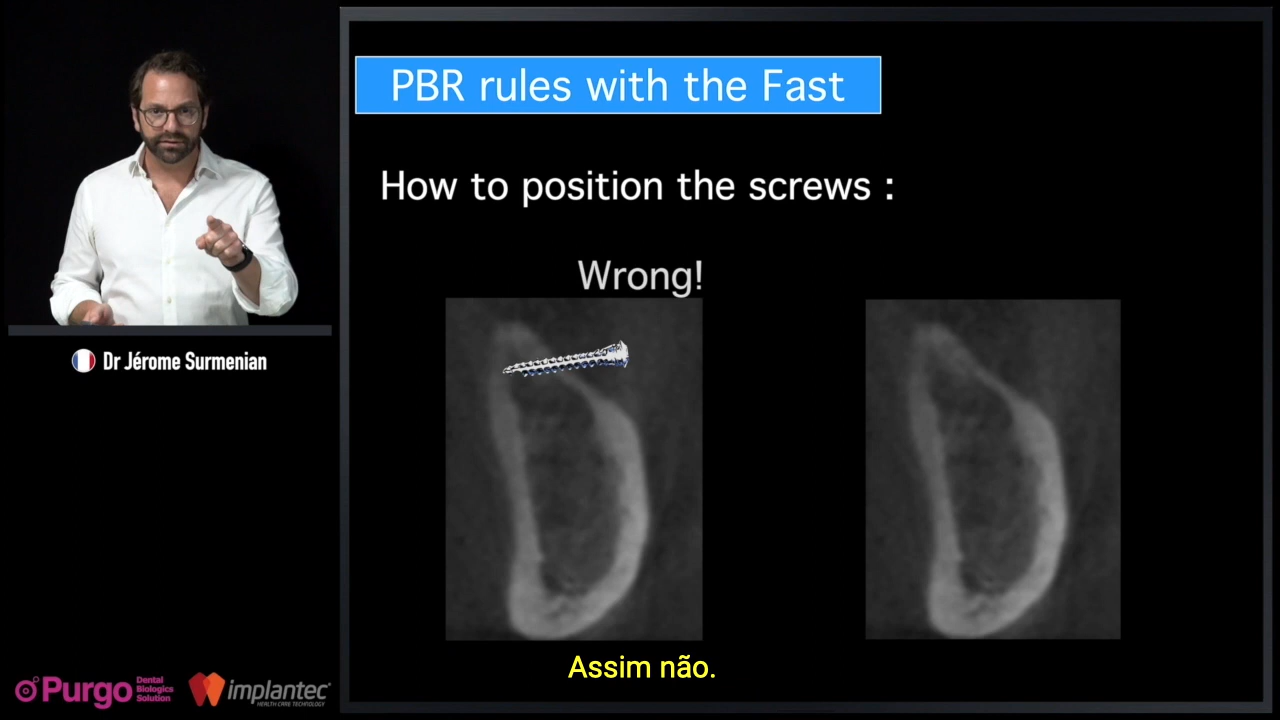 PBR rules with the Fast
How to position the screws :
Wrong!
Dr Jérome Surmenian
Assim não.
Purgo Dental Biologics Solution
implantec
HEALTH CARE TECHNOLOGY